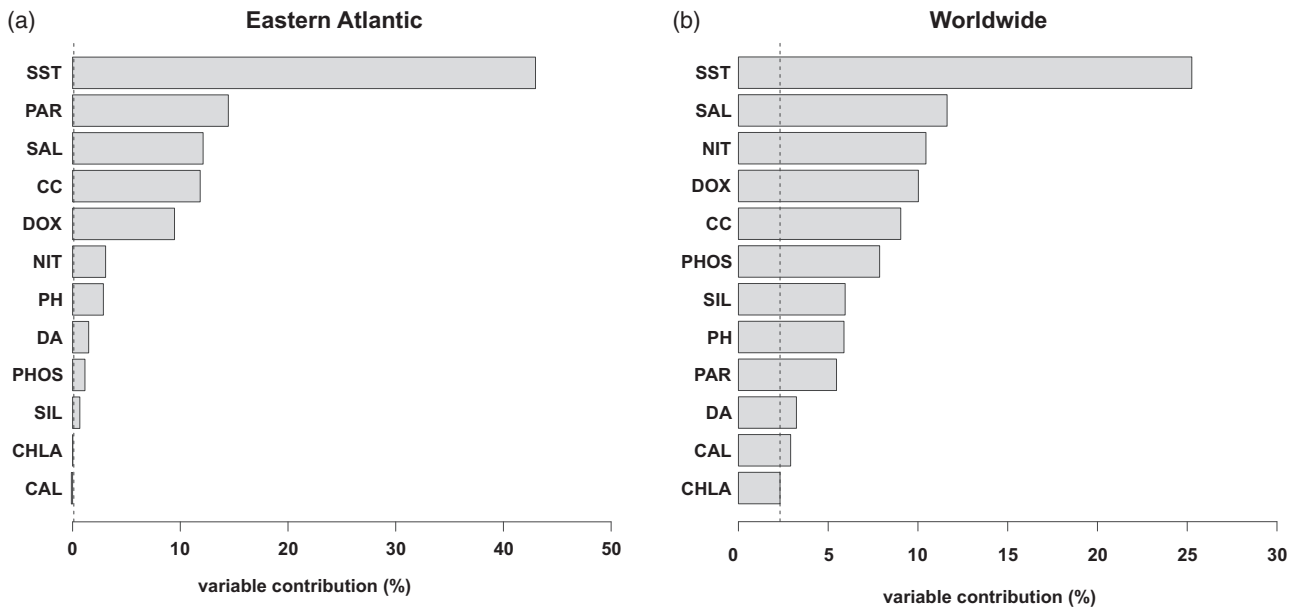 (a)
Eastern Atlantic
SST
PAR
SAL
CC
DOX
NIT
PH
DA
PHOS
SIL
CHLA
CAL
0 10 20 30 40 50
variable contribution (%)
(b)
Worldwide
SST
SAL
NIT
DOX
CC
PHOS
SIL
PH
PAR
DA
CAL
CHLA
0 5 10 15 20 25 30
variable contribution (%)